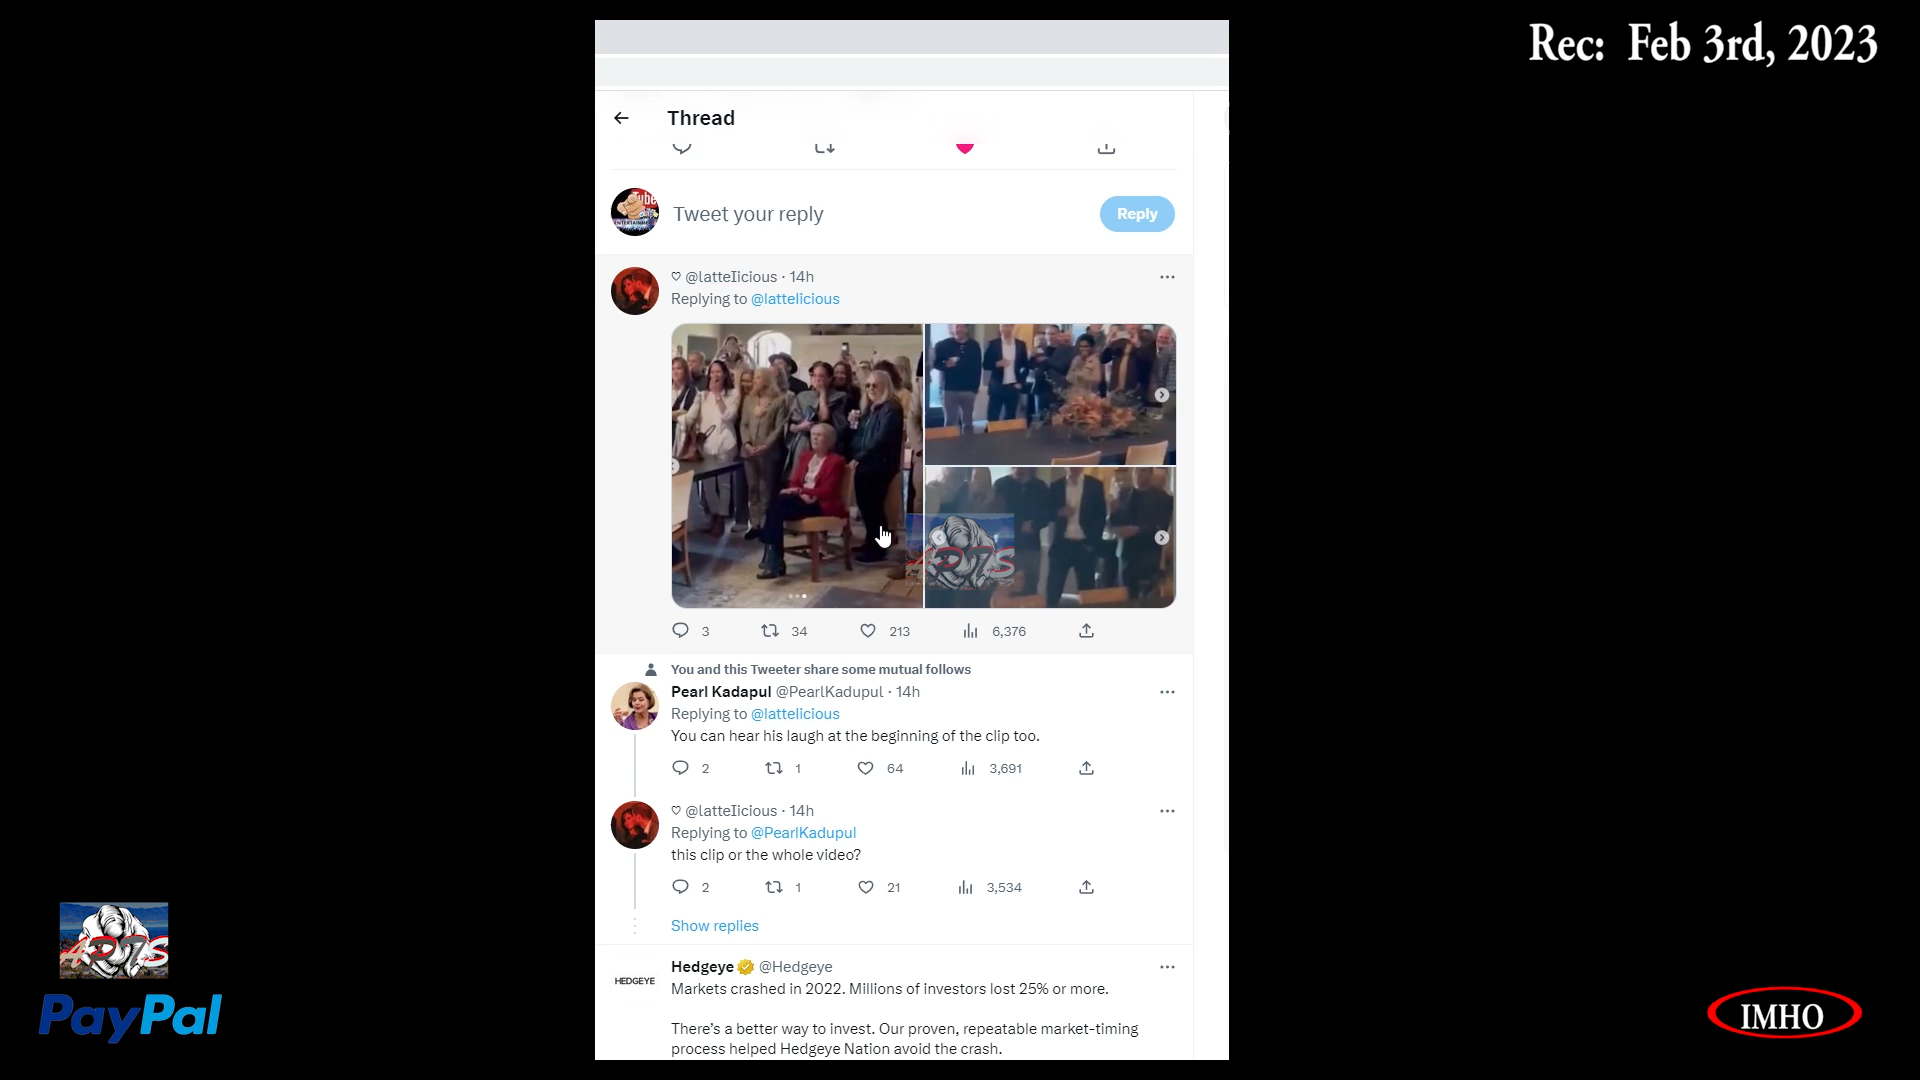 Rec: Feb 3rd, 2023
Thread
Tweet your reply
Reply
♡ @latteIicious · 14h
Replying to @lattelicious
3 34 213 6,376
You and this Tweeter share some mutual follows
Pearl Kadapul @PearlKadupul · 14h
Replying to @lattelicious
You can hear his laugh at the beginning of the clip too.
2 1 64 3,691
♡ @latteIicious · 14h
Replying to @PearlKadupul
this clip or the whole video?
2 1 21 3,534
Show replies
HEDGEYE
Hedgeye @Hedgeye
Markets crashed in 2022. Millions of investors lost 25% or more.
There's a better way to invest. Our proven, repeatable market-timing
process helped Hedgeye Nation avoid the crash.
PayPal
IMHO